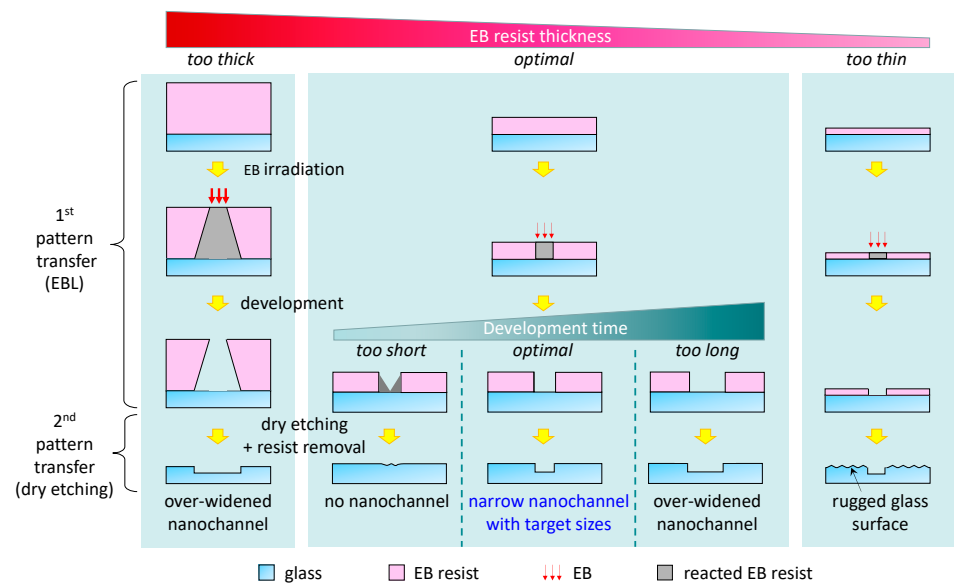 EB resist thickness
too thick
optimal
too thin
EB irradiation
1st
pattern
transfer
(EBL)
development
Development time
too short
optimal
too long
2nd
pattern
transfer
(dry etching)
dry etching
+ resist removal
over-widened
nanochannel
no nanochannel
narrow nanochannel
with target sizes
over-widened
nanochannel
rugged glass
surface
glass
EB resist
EB
reacted EB resist